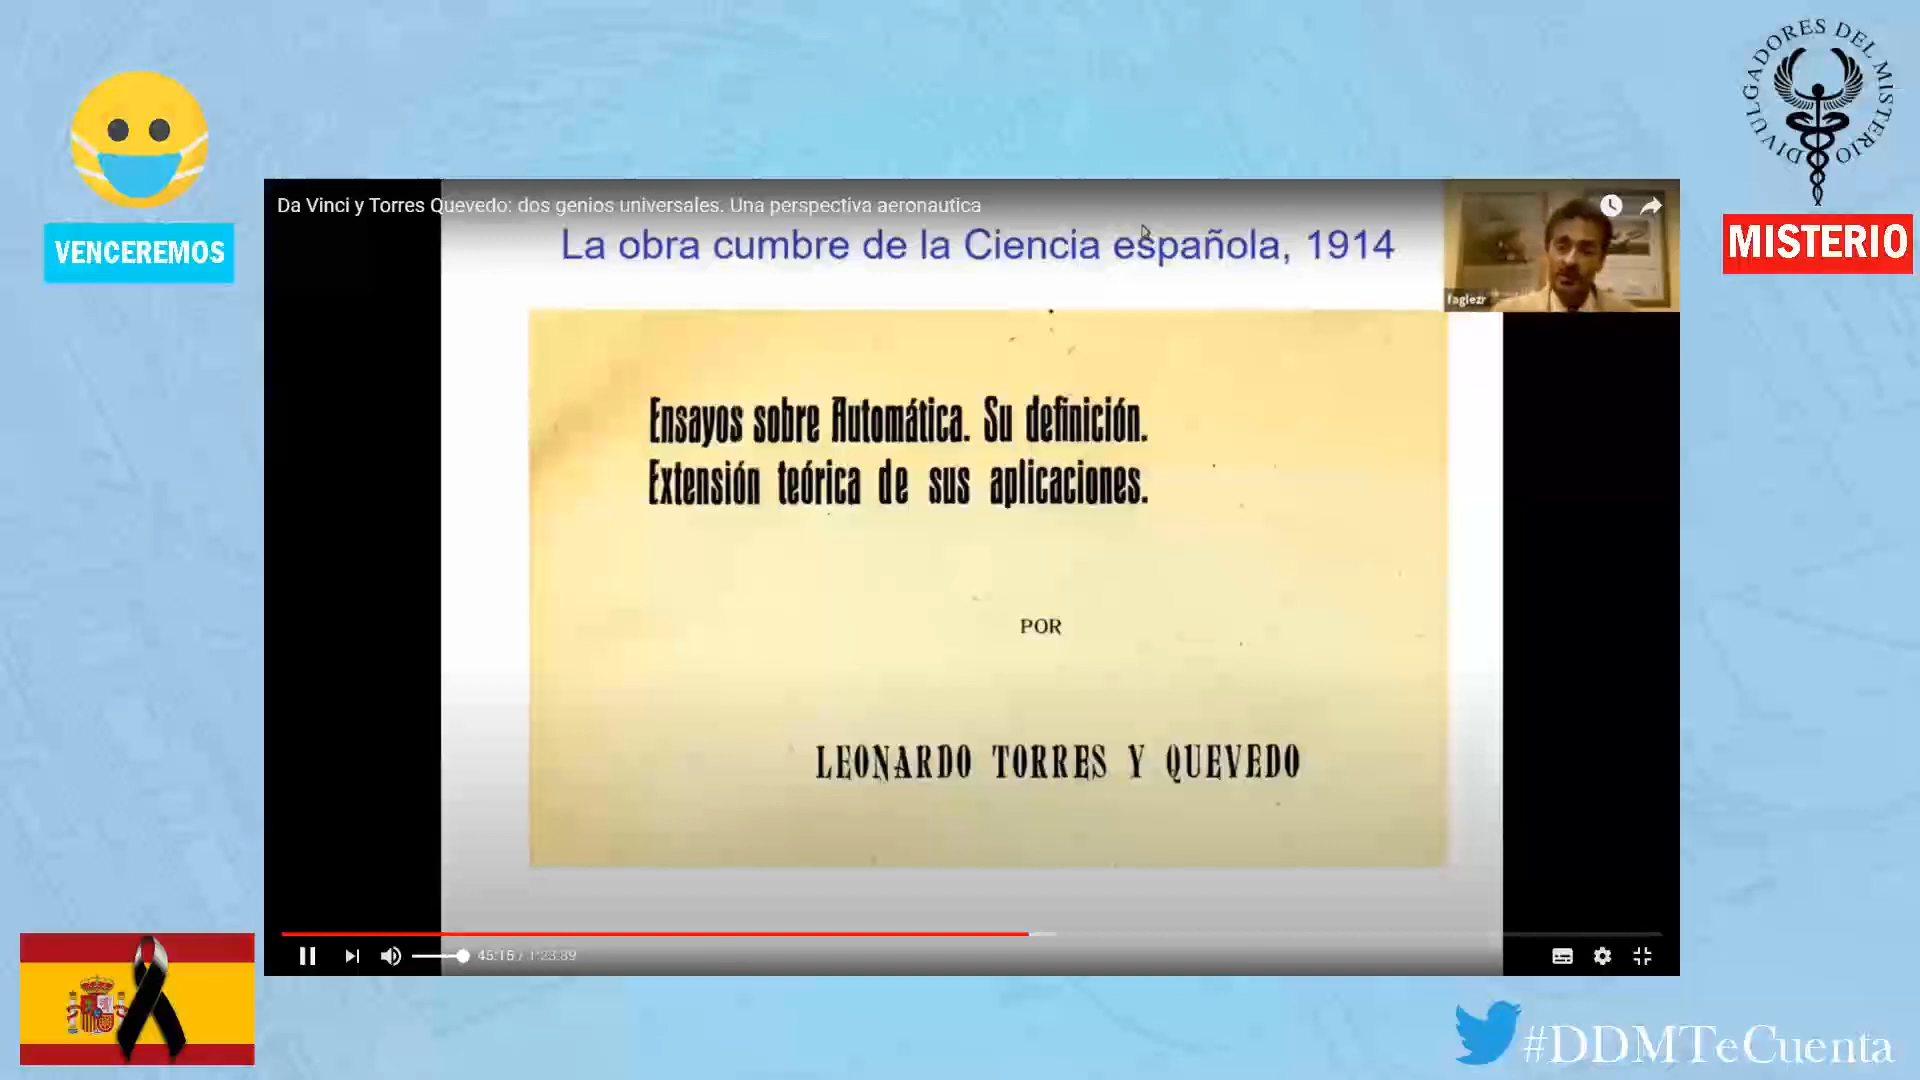 DIVULGADORES DEL MISTERIO
VENCEREMOS
MISTERIO
Da Vinci y Torres Quevedo: dos genios universales. Una perspectiva aeronautica
La obra cumbre de la Ciencia española, 1914
faglezr
Ensayos sobre Automática. Su definición.
Extensión teórica de sus aplicaciones.
POR
LEONARDO TORRES Y QUEVEDO
45:15 / 1:23:39
#DDMTeCuenta